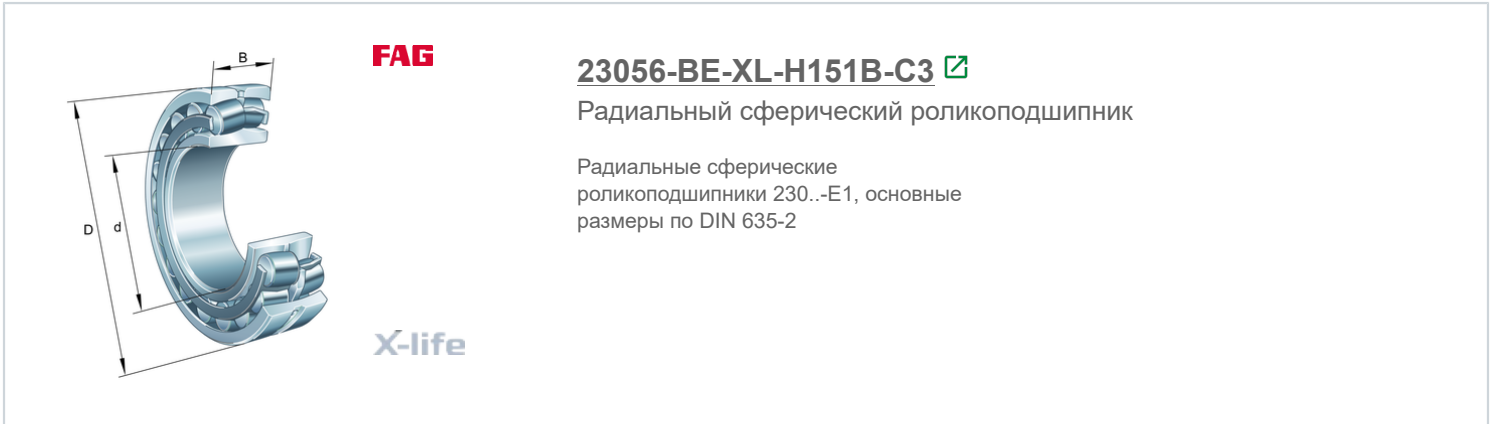 B
D
d
FAG
X-life
23056-BE-XL-H151B-C3
Радиальный сферический роликоподшипник
Радиальные сферические
роликоподшипники 230..-E1, основные
размеры по DIN 635-2